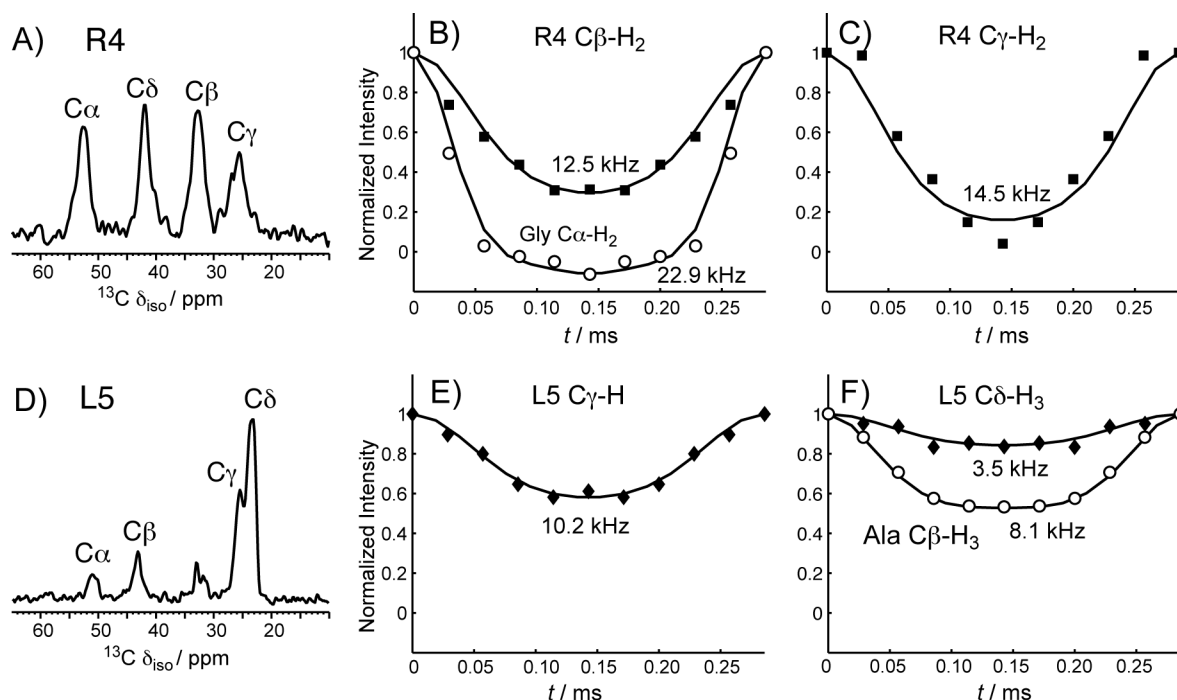 A) R4
Cα
Cδ
Cβ
Cγ
60 50 40 30 20
¹³C δiso / ppm
B) R4 Cβ-H₂
Normalized Intensity
1
0.8
0.6
0.4
0.2
0
12.5 kHz
Gly Cα-H₂
22.9 kHz
0 0.05 0.10 0.15 0.20 0.25
t / ms
C) R4 Cγ-H₂
1
0.8
0.6
0.4
0.2
0
14.5 kHz
0 0.05 0.10 0.15 0.20 0.25
t / ms
D) L5
Cδ
Cγ
Cβ
Cα
60 50 40 30 20
¹³C δiso / ppm
E) L5 Cγ-H
Normalized Intensity
1
0.8
0.6
0.4
0.2
0
10.2 kHz
0 0.05 0.10 0.15 0.20 0.25
t / ms
F) L5 Cδ-H₃
1
0.8
0.6
0.4
0.2
0
3.5 kHz
Ala Cβ-H₃ 8.1 kHz
0 0.05 0.10 0.15 0.20 0.25
t / ms